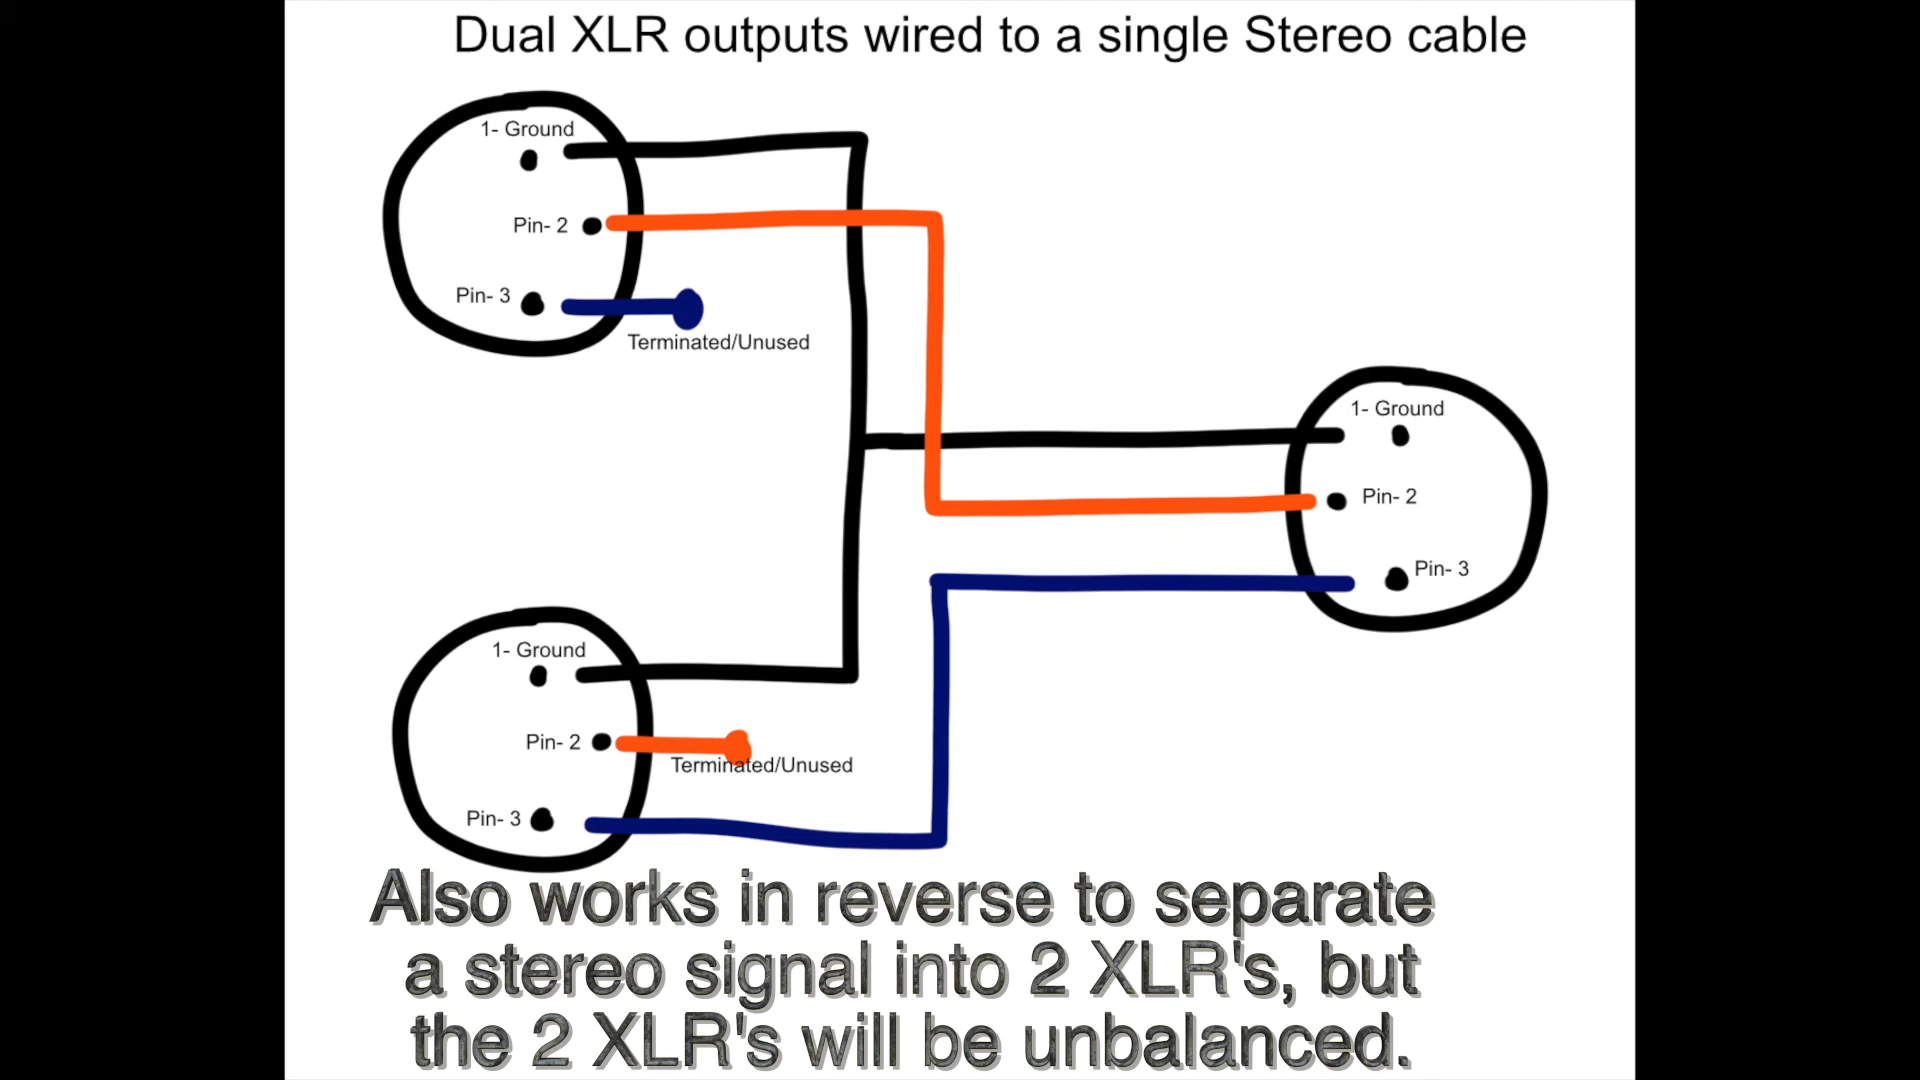 Dual XLR outputs wired to a single Stereo cable
1- Ground
Pin- 2
Pin- 3
Terminated/Unused
1- Ground
Pin- 2
Pin- 3
1- Ground
Pin- 2
Terminated/Unused
Pin- 3
Also works in reverse to separate
a stereo signal into 2 XLR's, but
the 2 XLR's will be unbalanced.